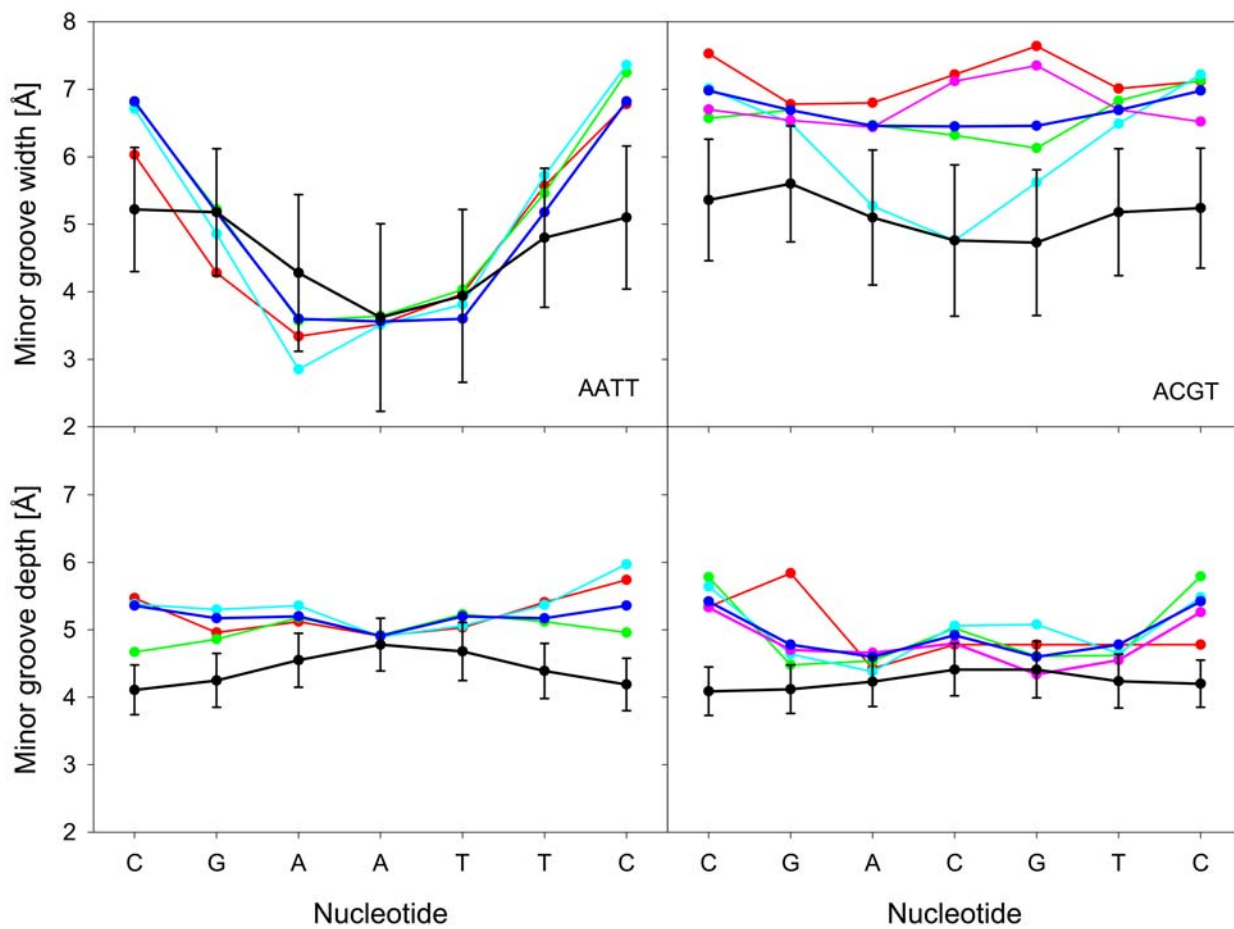 Minor groove width [Å]
8
7
6
5
4
3
2
AATT
ACGT
Minor groove depth [Å]
7
6
5
4
3
2
C G A A T T C
C G A C G T C
Nucleotide
Nucleotide